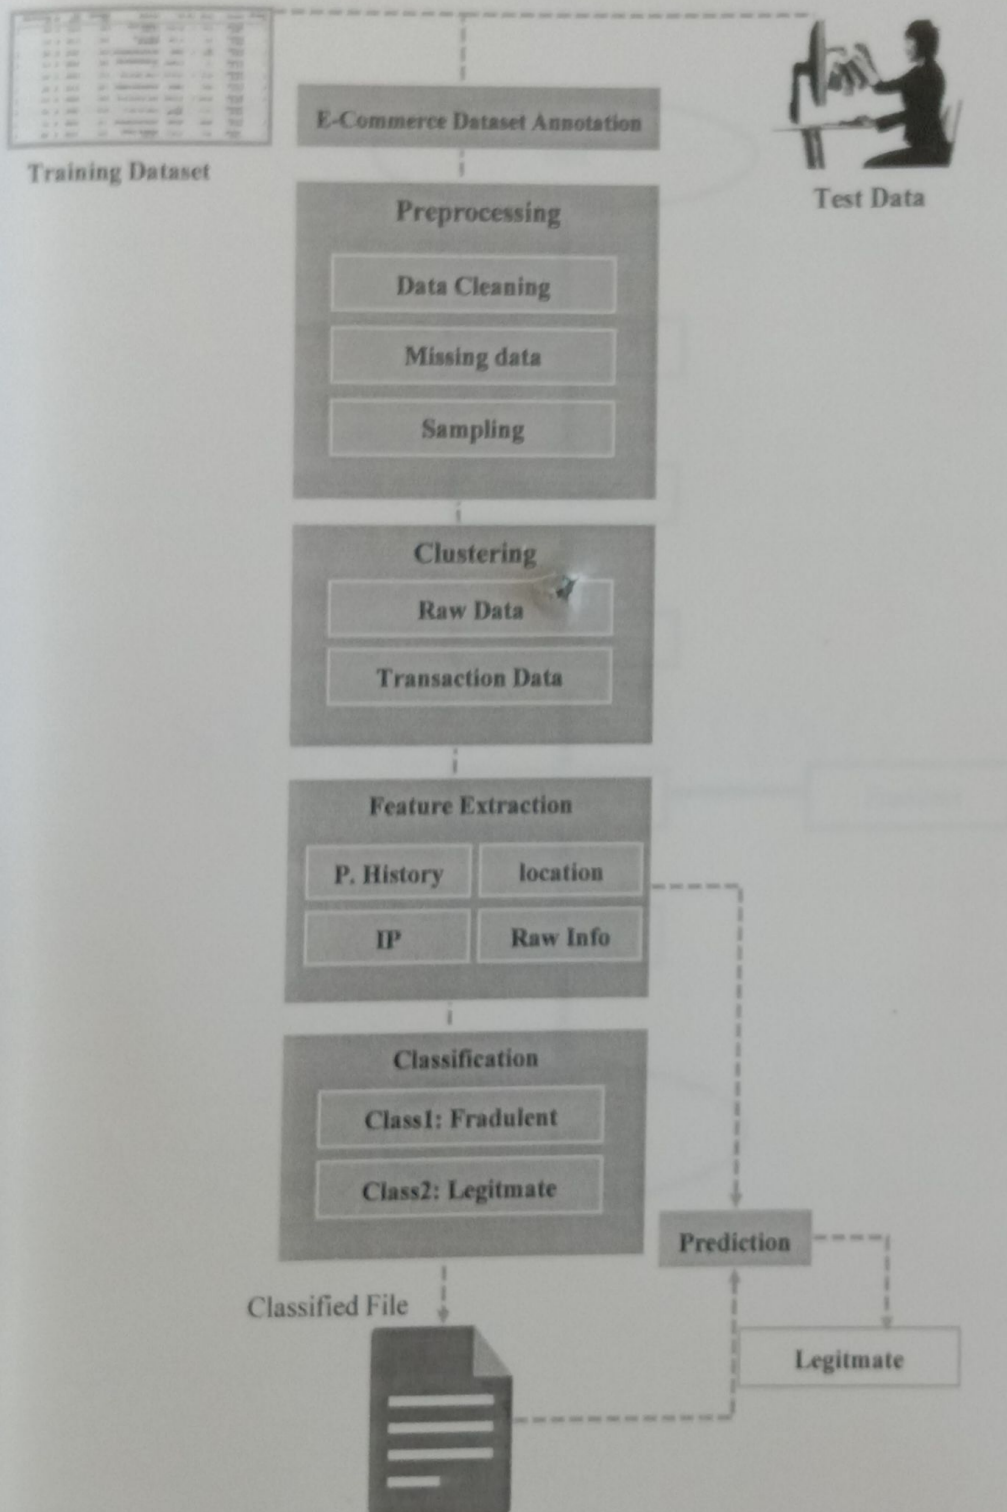 Training Dataset
E-Commerce Dataset Annotation
Test Data
Preprocessing
Data Cleaning
Missing data
Sampling
Clustering
Raw Data
Transaction Data
Feature Extraction
P. History
location
IP
Raw Info
Classification
Class1: Fradulent
Class2: Legitmate
Prediction
Classified File
Legitmate